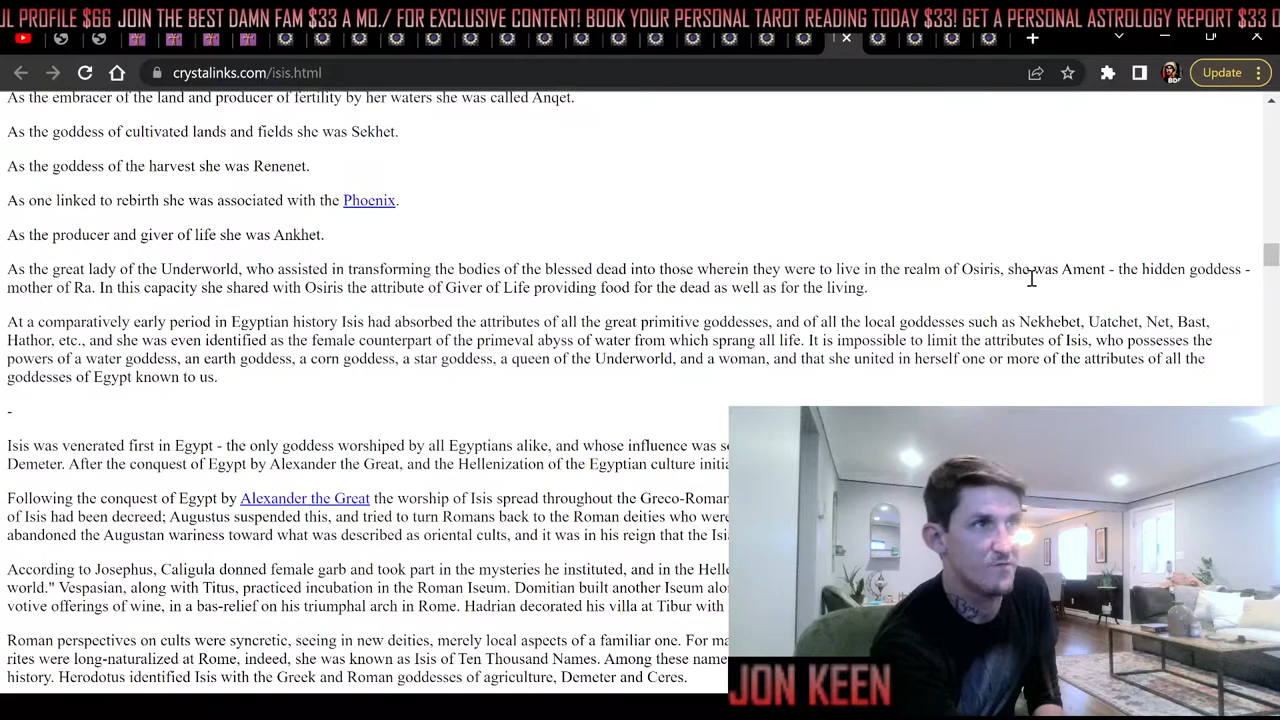 UL PROFILE $66 JOIN THE BEST DAMN FAM $33 A MO./ FOR EXCLUSIVE CONTENT! BOOK YOUR PERSONAL TAROT READING TODAY $33! GET A PERSONAL ASTROLOGY REPORT $33
crystalinks.com/isis.html
Update
As the embracer of the land and producer of fertility by her waters she was called Anqet.
As the goddess of cultivated lands and fields she was Sekhet.
As the goddess of the harvest she was Renenet.
As one linked to rebirth she was associated with the Phoenix.
As the producer and giver of life she was Ankhet.
As the great lady of the Underworld, who assisted in transforming the bodies of the blessed dead into those wherein they were to live in the realm of Osiris, she was Ament - the hidden goddess -
mother of Ra. In this capacity she shared with Osiris the attribute of Giver of Life providing food for the dead as well as for the living.
At a comparatively early period in Egyptian history Isis had absorbed the attributes of all the great primitive goddesses, and of all the local goddesses such as Nekhebet, Uatchet, Net, Bast,
Hathor, etc., and she was even identified as the female counterpart of the primeval abyss of water from which sprang all life. It is impossible to limit the attributes of Isis, who possesses the
powers of a water goddess, an earth goddess, a corn goddess, a star goddess, a queen of the Underworld, and a woman, and that she united in herself one or more of the attributes of all the
goddesses of Egypt known to us.
-
Isis was venerated first in Egypt - the only goddess worshiped by all Egyptians alike, and whose influence was s
Demeter. After the conquest of Egypt by Alexander the Great, and the Hellenization of the Egyptian culture initia
Following the conquest of Egypt by Alexander the Great the worship of Isis spread throughout the Greco-Roman
of Isis had been decreed; Augustus suspended this, and tried to turn Romans back to the Roman deities who were
abandoned the Augustan wariness toward what was described as oriental cults, and it was in his reign that the Isi
According to Josephus, Caligula donned female garb and took part in the mysteries he instituted, and in the Helle
world." Vespasian, along with Titus, practiced incubation in the Roman Iseum. Domitian built another Iseum alo
votive offerings of wine, in a bas-relief on his triumphal arch in Rome. Hadrian decorated his villa at Tibur with
Roman perspectives on cults were syncretic, seeing in new deities, merely local aspects of a familiar one. For ma
rites were long-naturalized at Rome, indeed, she was known as Isis of Ten Thousand Names. Among these name
history. Herodotus identified Isis with the Greek and Roman goddesses of agriculture, Demeter and Ceres.
JON KEEN